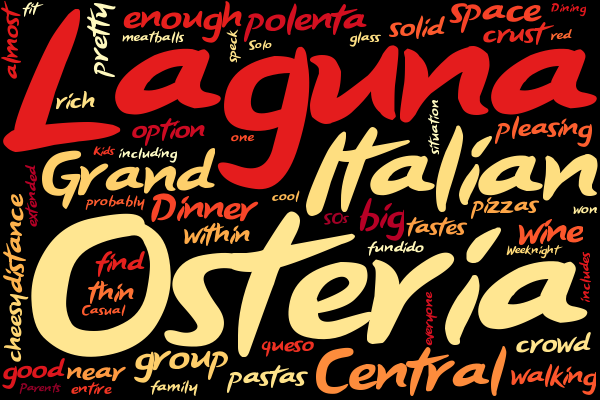 almost
fit
pretty
enough
meatballs
speck
polenta
Solo
glass
solid
space
Dining
crust
red
Laguna
rich
option
one
situation
pleasing
Kids
including
Grand
Italian
extended
probably
Dinner
within
cool
50s
big
tastes
pizzas
won
wine
fundido
Weeknight
includes
cheesy
distance
Osteria
find
thin
Casual
everyone
queso
crowd
good
near
group
pastas
Central
walking
Parents
entire
family